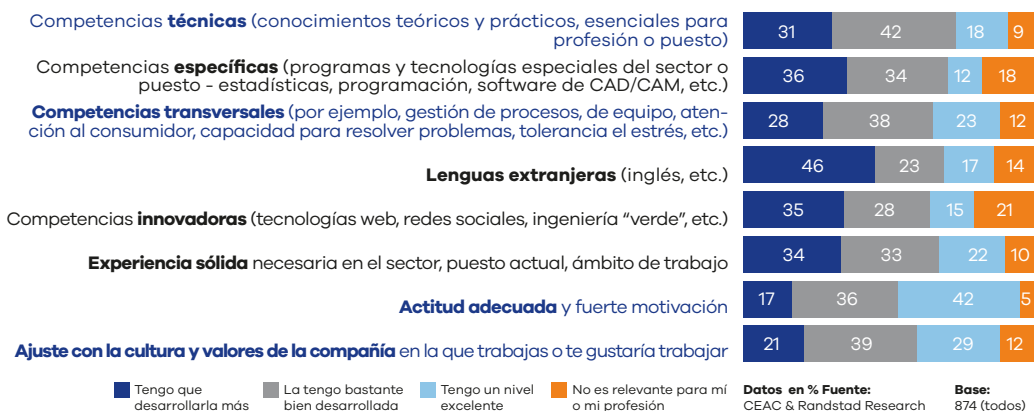 Competencias técnicas (conocimientos teóricos y prácticos, esenciales para
profesión o puesto)
31 42 18 9
Competencias específicas (programas y tecnologías especiales del sector o
puesto - estadísticas, programación, software de CAD/CAM, etc.)
36 34 12 18
Competencias transversales (por ejemplo, gestión de procesos, de equipo, aten-
ción al consumidor, capacidad para resolver problemas, tolerancia el estrés, etc.)
28 38 23 12
Lenguas extranjeras (inglés, etc.)
46 23 17 14
Competencias innovadoras (tecnologías web, redes sociales, ingeniería “verde”, etc.)
35 28 15 21
Experiencia sólida necesaria en el sector, puesto actual, ámbito de trabajo
34 33 22 10
Actitud adecuada y fuerte motivación
17 36 42 5
Ajuste con la cultura y valores de la compañía en la que trabajas o te gustaría trabajar
21 39 29 12
Tengo que
desarrollarla más
La tengo bastante
bien desarrollada
Tengo un nivel
excelente
No es relevante para mí
o mi profesión
Datos en % Fuente:
CEAC & Randstad Research
Base:
874 (todos)